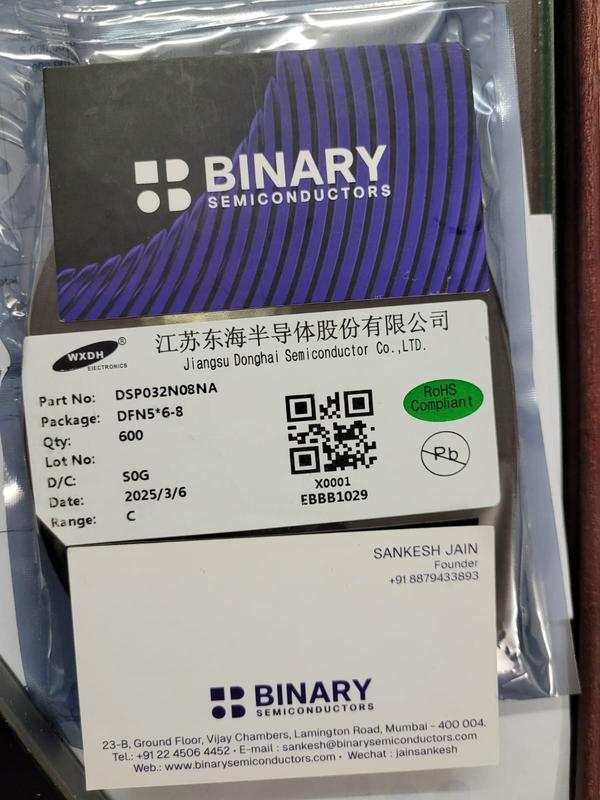 BINARY
SEMICONDUCTORS
WXDH ®
ELECTRONICS
江苏东海半导体股份有限公司
Jiangsu Donghai Semiconductor Co.,LTD.
Part No: DSP032N08NA
Package: DFN5*6-8
Qty: 600
Lot No:
D/C: S0G
Date: 2025/3/6
Range: C
X0001
EBBB1029
RoHS
Compliant
Pb
SANKESH JAIN
Founder
+91 8879433893
BINARY
SEMICONDUCTORS
23-B, Ground Floor, Vijay Chambers, Lamington Road, Mumbai - 400 004.
Tel.: +91 22 4506 4452 • E-mail : sankesh@binarysemiconductors.com
Web.: www.binarysemiconductors.com • Wechat : jainsankesh